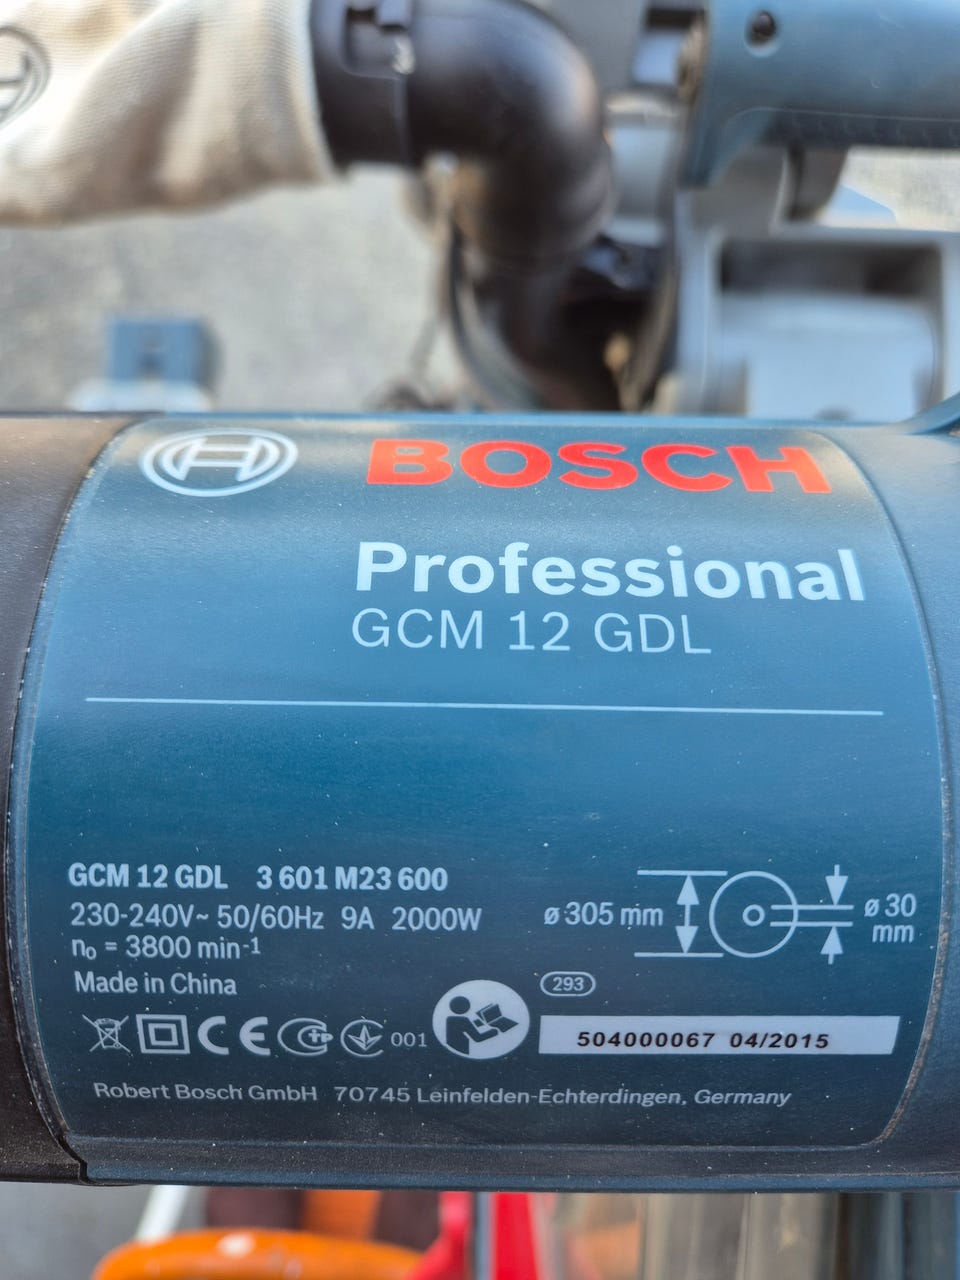 BOSCH
Professional
GCM 12 GDL
GCM 12 GDL 3 601 M23 600
230-240V~ 50/60Hz 9A 2000W
n₀ = 3800 min-1
Made in China
ø 305 mm
ø 30
mm
293
CE
001
504000067 04/2015
Robert Bosch GmbH 70745 Leinfelden-Echterdingen, Germany